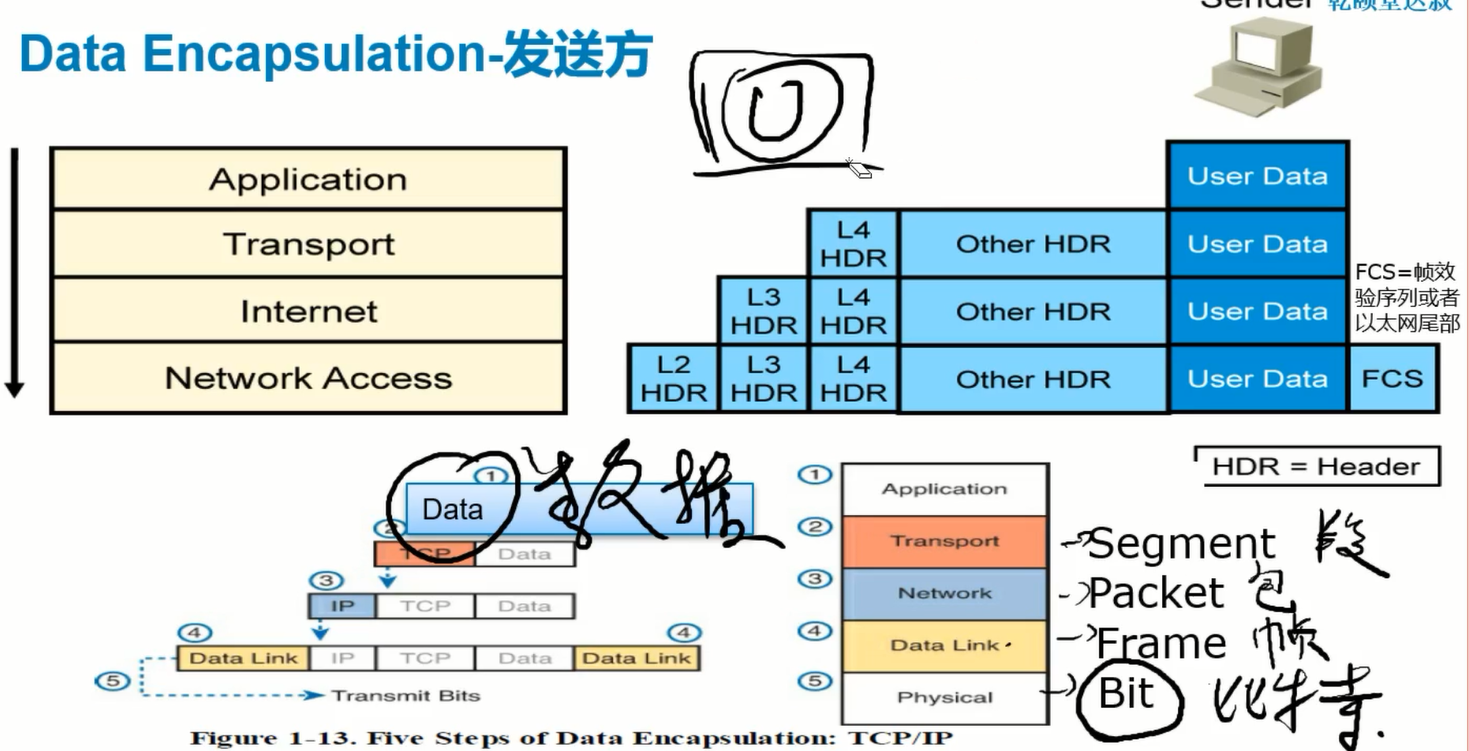 Sender 乾颐堂达叔
Data Encapsulation-发送方
U
Application
User Data
Transport
L4 HDR Other HDR User Data
Internet
L3 HDR L4 HDR Other HDR User Data
FCS=帧效
验序列或者
以太网尾部
Network Access
L2 HDR L3 HDR L4 HDR Other HDR User Data FCS
HDR = Header
1
Data 数据
2
TCP Data
3
IP TCP Data
4 4
Data Link IP TCP Data Data Link
5
Transmit Bits
1 Application
2 Transport Segment 段
3 Network Packet 包
4 Data Link Frame 帧
5 Physical Bit 比特
Figure 1-13. Five Steps of Data Encapsulation: TCP/IP